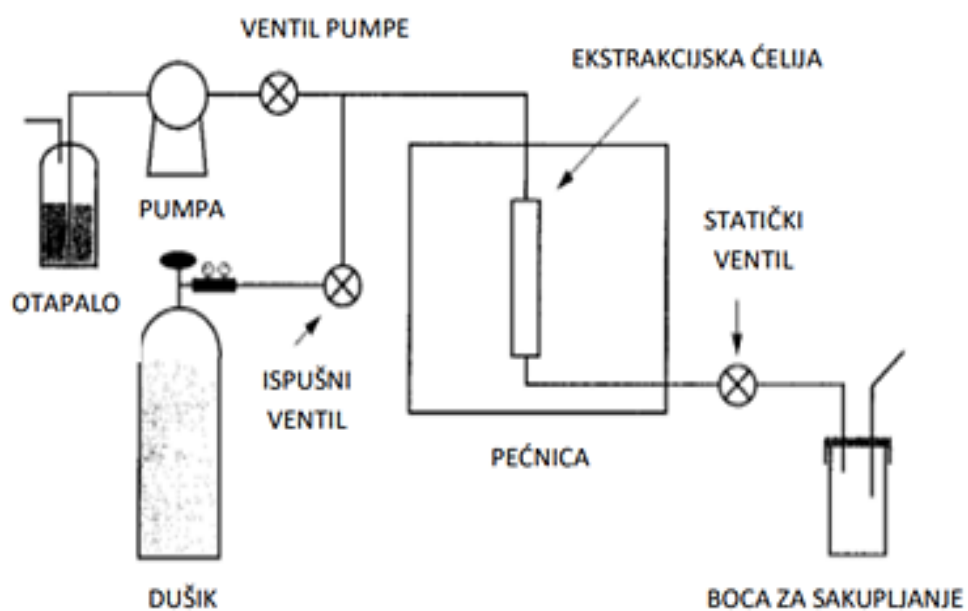 VENTIL PUMPE
EKSTRAKCIJSKA ĆELIJA
PUMPA
STATIČKI
VENTIL
OTAPALO
ISPUŠNI
VENTIL
PEĆNICA
DUŠIK
BOCA ZA SAKUPLJANJE